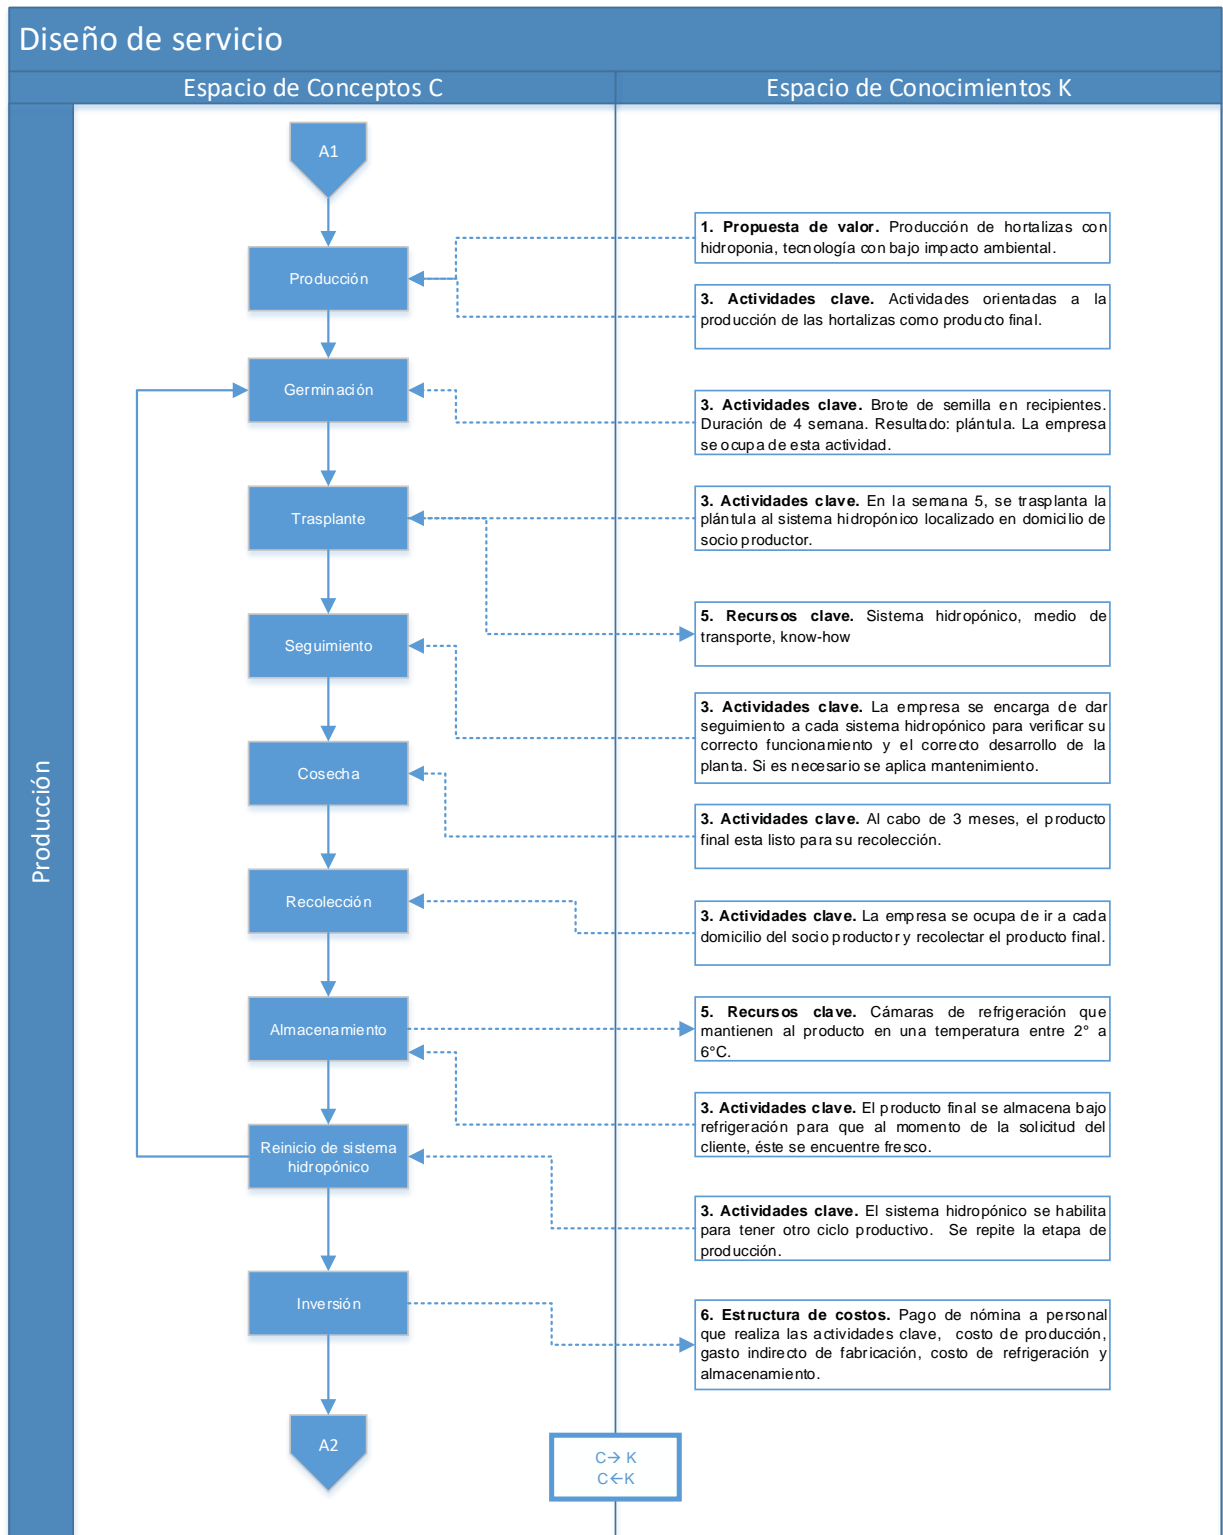 Diseño de servicio
Espacio de Conceptos C
Espacio de Conocimientos K
Producción
A1
Producción
Germinación
Trasplante
Seguimiento
Cosecha
Recolección
Almacenamiento
Reinicio de sistema
hidropónico
Inversión
A2
1. Propuesta de valor. Producción de hortalizas con
hidroponia, tecnología con bajo impacto ambiental.
3. Actividades clave. Actividades orientadas a la
producción de las hortalizas como producto final.
3. Actividades clave. Brote de semilla en recipientes.
Duración de 4 semana. Resultado: plántula. La empresa
se ocupa de esta actividad.
3. Actividades clave. En la semana 5, se trasplanta la
plántula al sistema hidropónico localizado en domicilio de
socio productor.
5. Recursos clave. Sistema hidropónico, medio de
transporte, know-how
3. Actividades clave. La empresa se encarga de dar
seguimiento a cada sistema hidropónico para verificar su
correcto funcionamiento y el correcto desarrollo de la
planta. Si es necesario se aplica mantenimiento.
3. Actividades clave. Al cabo de 3 meses, el producto
final esta listo para su recolección.
3. Actividades clave. La empresa se ocupa de ir a cada
domicilio del socio productor y recolectar el producto final.
5. Recursos clave. Cámaras de refrigeración que
mantienen al producto en una temperatura entre 2° a
6°C.
3. Actividades clave. El producto final se almacena bajo
refrigeración para que al momento de la solicitud del
cliente, éste se encuentre fresco.
3. Actividades clave. El sistema hidropónico se habilita
para tener otro ciclo productivo. Se repite la etapa de
producción.
6. Estructura de costos. Pago de nómina a personal
que realiza las actividades clave, costo de producción,
gasto indirecto de fabricación, costo de refrigeración y
almacenamiento.
C→ K
C←K